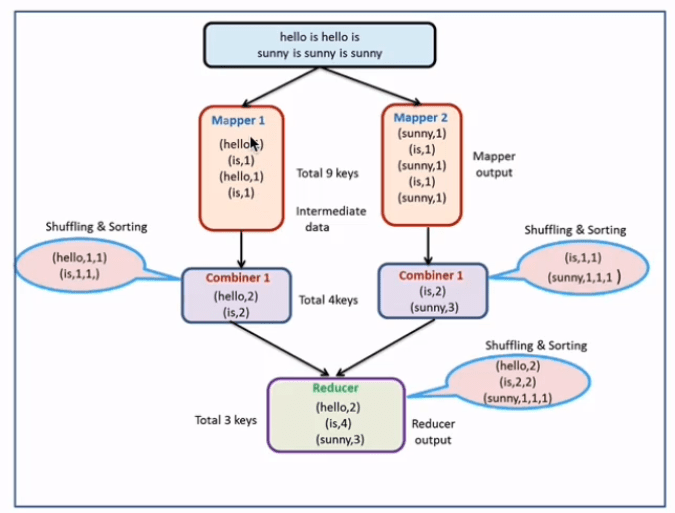 hello is hello is
sunny is sunny is sunny
Mapper 1
(hello,1)
(is,1)
(hello,1)
(is,1)
Total 9 keys
Intermediate
data
Mapper 2
(sunny,1)
(is,1)
(sunny,1)
(is,1)
(sunny,1)
Mapper
output
Shuffling & Sorting
(hello,1,1)
(is,1,1,)
Combiner 1
(hello,2)
(is,2)
Total 4keys
Combiner 1
(is,2)
(sunny,3)
Shuffling & Sorting
(is,1,1)
(sunny,1,1,1 )
Shuffling & Sorting
(hello,2)
(is,2,2)
(sunny,1,1,1)
Total 3 keys
Reducer
(hello,2)
(is,4)
(sunny,3)
Reducer
output